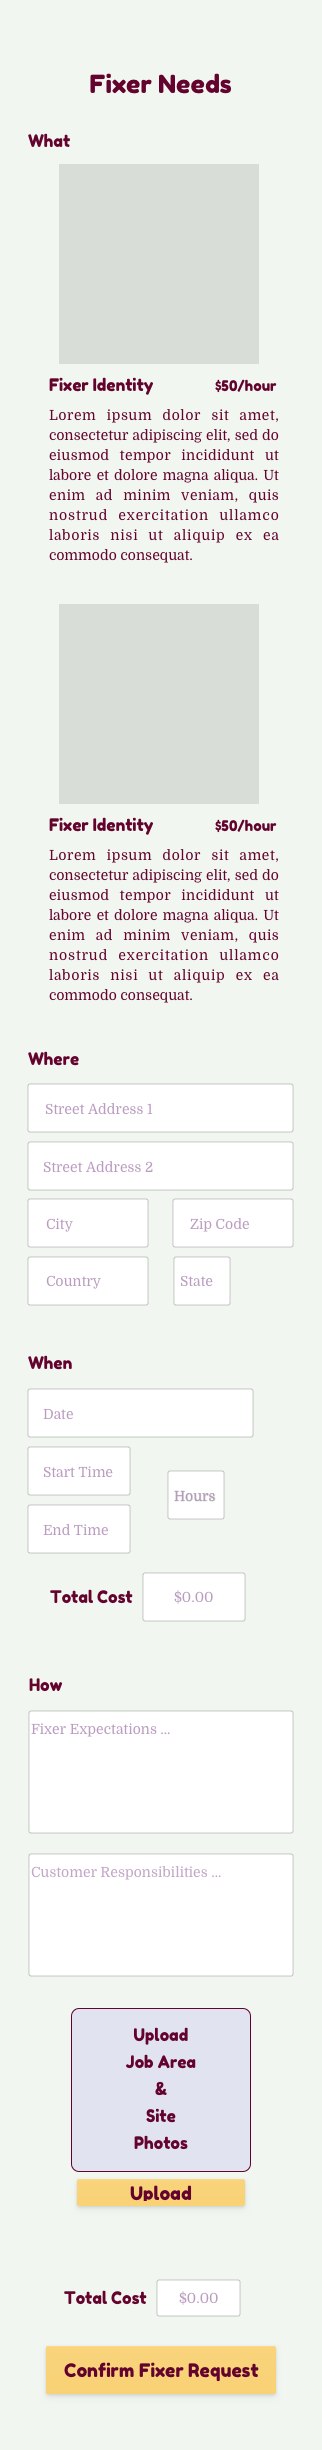 Fixer Needs
What
Fixer Identity $50/hour
Lorem ipsum dolor sit amet,
consectetur adipiscing elit, sed do
eiusmod tempor incididunt ut
labore et dolore magna aliqua. Ut
enim ad minim veniam, quis
nostrud exercitation ullamco
laboris nisi ut aliquip ex ea
commodo consequat.
Fixer Identity $50/hour
Lorem ipsum dolor sit amet,
consectetur adipiscing elit, sed do
eiusmod tempor incididunt ut
labore et dolore magna aliqua. Ut
enim ad minim veniam, quis
nostrud exercitation ullamco
laboris nisi ut aliquip ex ea
commodo consequat.
Where
Street Address 1
Street Address 2
City Zip Code
Country State
When
Date
Start Time
Hours
End Time
Total Cost $0.00
How
Fixer Expectations ...
Customer Responsibilities ...
Upload
Job Area
&
Site
Photos
Upload
Total Cost $0.00
Confirm Fixer Request